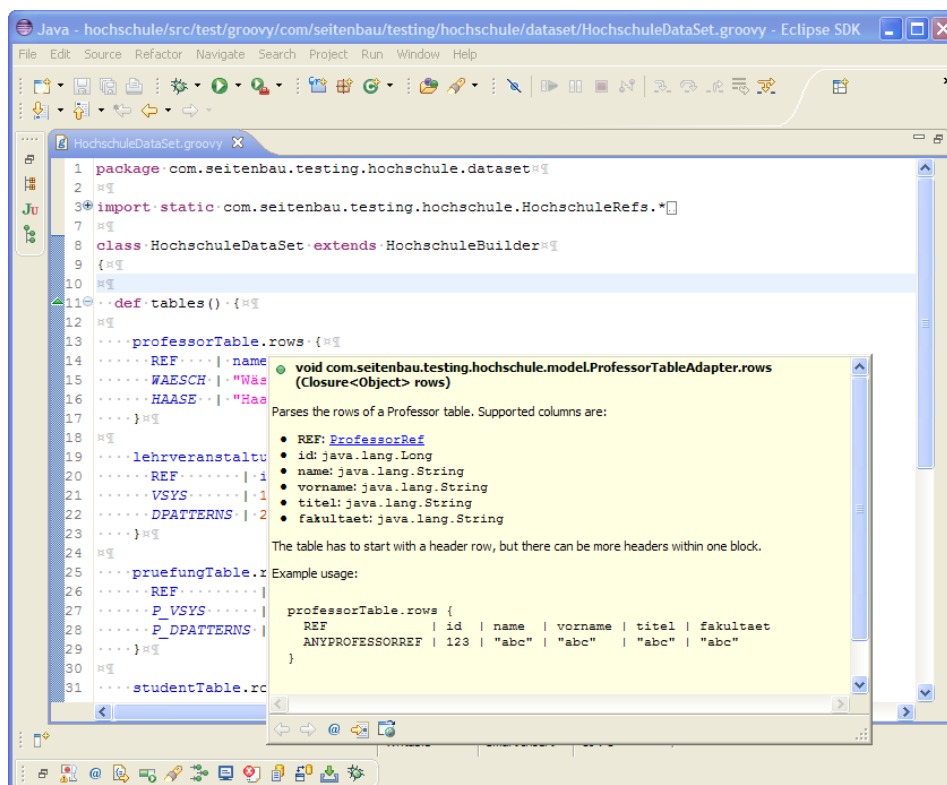 Java - hochschule/src/test/groovy/com/seitenbau/testing/hochschule/dataset/HochschuleDataSet.groovy - Eclipse SDK
File Edit Source Refactor Navigate Search Project Run Window Help
HochschuleDataSet.groovy
1 package com.seitenbau.testing.hochschule.dataset¤¶
2 ¤¶
3 import static com.seitenbau.testing.hochschule.HochschuleRefs.*
7 ¤¶
8 class·HochschuleDataSet·extends·HochschuleBuilder¤¶
9 {¤¶
10 ¤¶
11 ··def·tables()·{¤¶
12 ¤¶
13 ····professorTable.rows·{¤¶
14 ······REF····|·name
15 ······WAESCH·|·"Wäs
16 ······HAASE··|·"Haa
17 ····}¤¶
18 ¤¶
19 ····lehrveranstaltu
20 ······REF·······|·i
21 ······VSYS······|·1
22 ······DPATTERNS·|·2
23 ····}¤¶
24 ¤¶
25 ····pruefungTable.r
26 ······REF·········|
27 ······P_VSYS······|
28 ······P_DPATTERNS·|
29 ····}¤¶
30 ¤¶
31 ····studentTable.ro
void com.seitenbau.testing.hochschule.model.ProfessorTableAdapter.rows
(Closure<Object> rows)
Parses the rows of a Professor table. Supported columns are:
• REF: ProfessorRef
• id: java.lang.Long
• name: java.lang.String
• vorname: java.lang.String
• titel: java.lang.String
• fakultaet: java.lang.String
The table has to start with a header row, but there can be more headers within one block.
Example usage:
professorTable.rows {
REF | id | name | vorname | titel | fakultaet
ANYPROFESSORREF | 123 | "abc" | "abc" | "abc" | "abc"
}